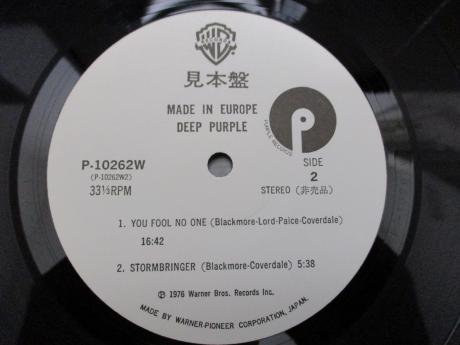 RECORDS
見本盤
MADE IN EUROPE
DEEP PURPLE
PURPLE RECORDS
P-10262W
(P-10262W2)
33⅓RPM
SIDE
2
STEREO (非売品)
1. YOU FOOL NO ONE (Blackmore-Lord-Paice-Coverdale)
16:42
2. STORMBRINGER (Blackmore-Coverdale) 5:38
Ⓟ 1976 Warner Bros. Records Inc.
MADE BY WARNER-PIONEER CORPORATION, JAPAN.